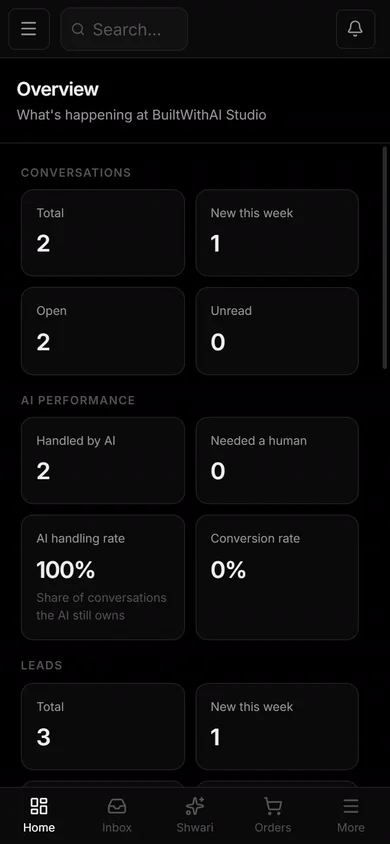 Search...
Overview
What's happening at BuiltWithAI Studio
CONVERSATIONS
Total
2
New this week
1
Open
2
Unread
0
AI PERFORMANCE
Handled by AI
2
Needed a human
0
AI handling rate
100%
Share of conversations
the AI still owns
Conversion rate
0%
LEADS
Total
3
New this week
1
Home
Inbox
Shwari
Orders
More